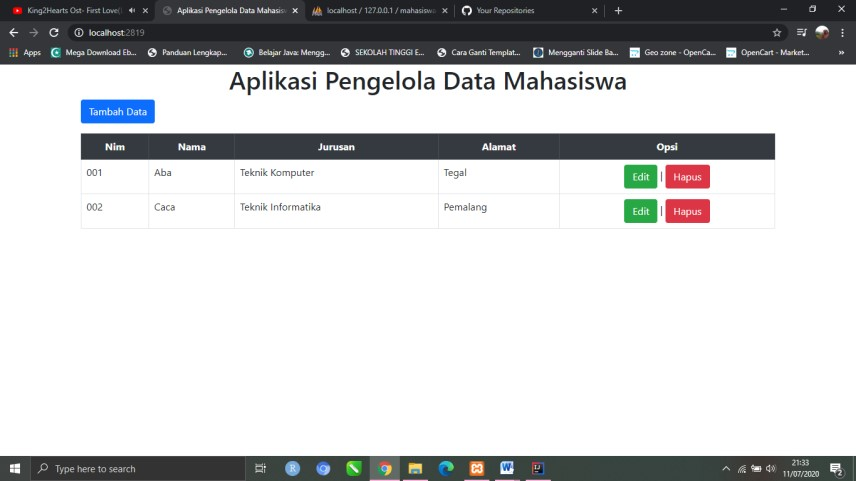 King2Hearts Ost- First Love(
Aplikasi Pengelola Data Mahasis
localhost / 127.0.0.1 / mahasisw
Your Repositories
localhost:2819
Apps
Mega Download Eb...
Panduan Lengkap...
Belajar Java: Mengg...
SEKOLAH TINGGI E...
Cara Ganti Templat...
Mengganti Slide Ba...
Geo zone - OpenCa...
OpenCart - Market...
»
Aplikasi Pengelola Data Mahasiswa
Tambah Data
Nim Nama Jurusan Alamat Opsi
001 Aba Teknik Komputer Tegal Edit | Hapus
002 Caca Teknik Informatika Pemalang Edit | Hapus
Type here to search
21:33
11/07/2020
2